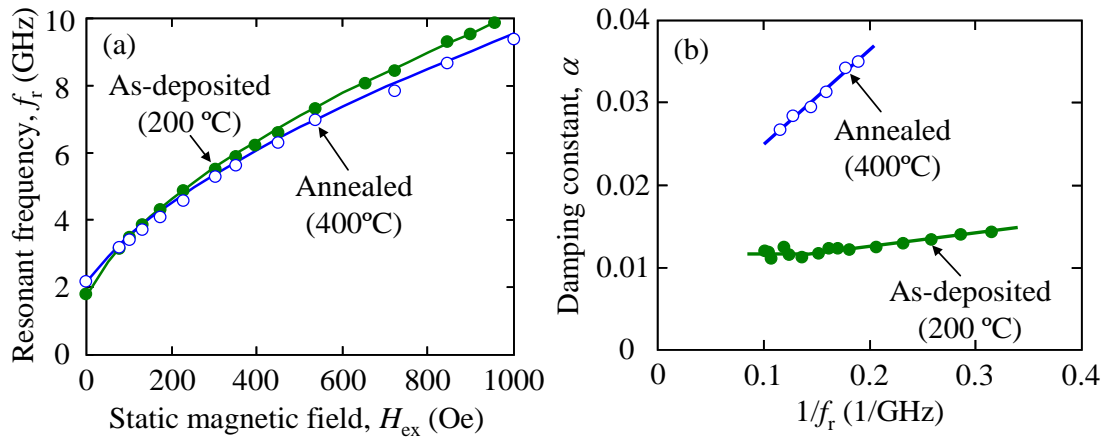 (a)
As-deposited
(200 ºC)
Annealed
(400ºC)
Resonant frequency, fr (GHz)
10
8
6
4
2
0
0
200
400
600
800
1000
Static magnetic field, Hex (Oe)
(b)
Annealed
(400ºC)
As-deposited
(200 ºC)
Damping constant, α
0.04
0.03
0.02
0.01
0
0
0.1
0.2
0.3
0.4
1/fr (1/GHz)